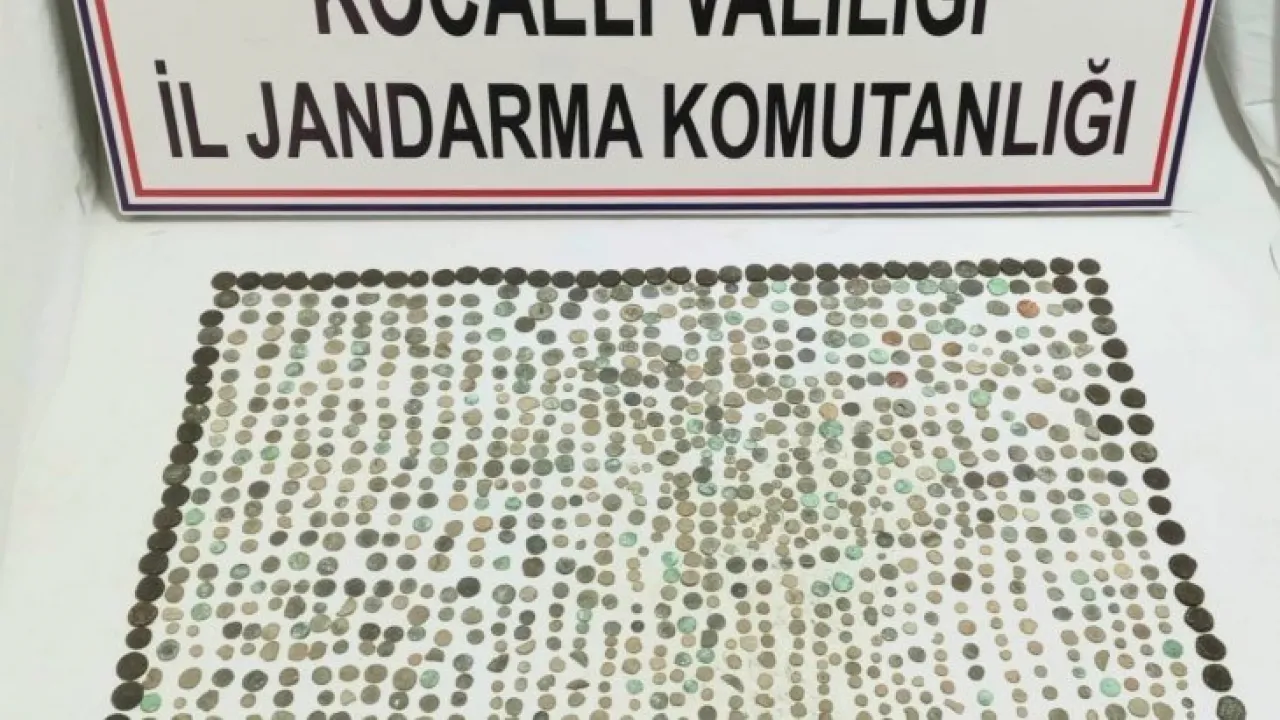 KOCAELİ VALİLİĞİ
İL JANDARMA KOMUTANLIĞI